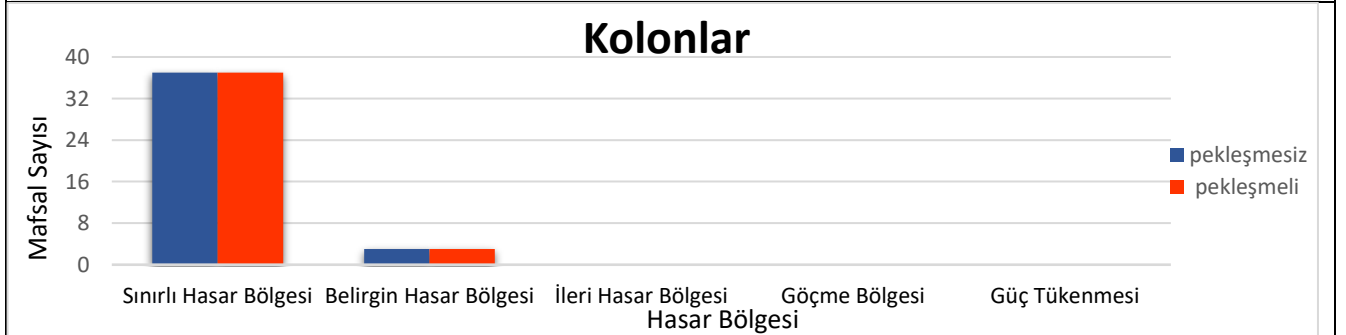 Kolonlar
40
32
24
16
8
0
Mafsal Sayısı
Sınırlı Hasar Bölgesi Belirgin Hasar Bölgesi İleri Hasar Bölgesi Göçme Bölgesi Güç Tükenmesi
Hasar Bölgesi
pekleşmesiz
pekleşmeli